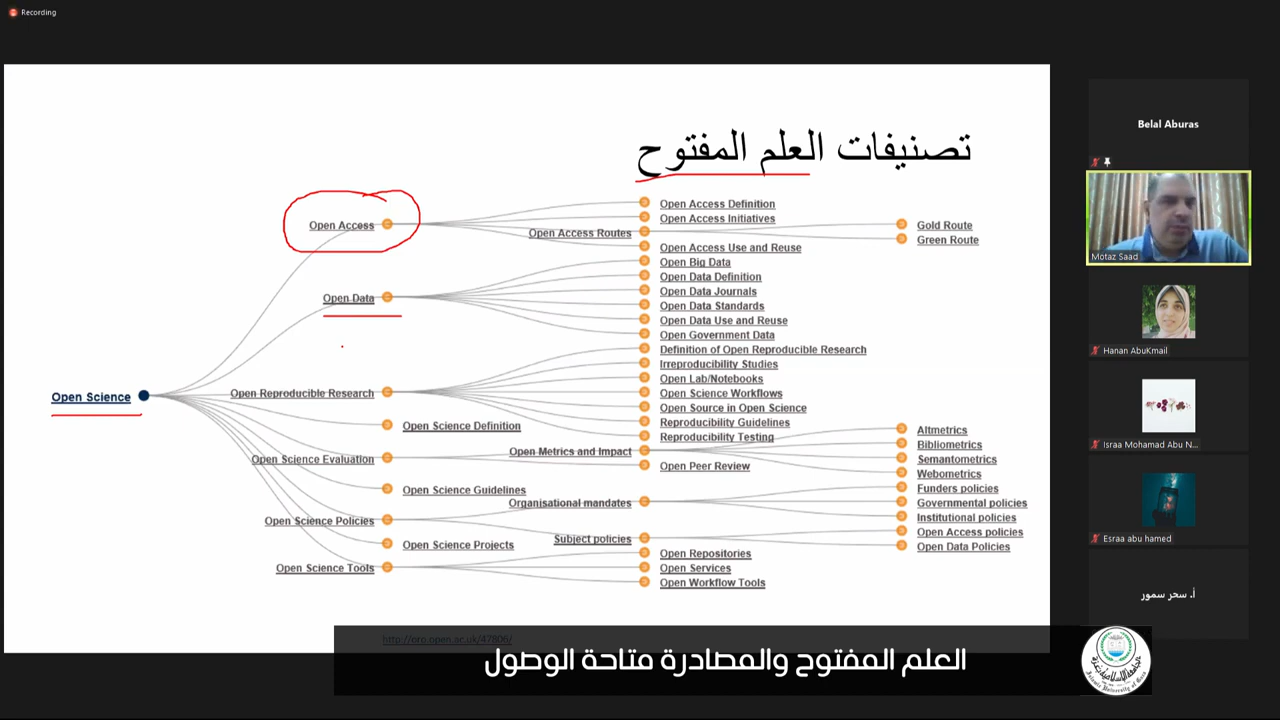 Recording
تصنيفات العلم المفتوح
Open Science
Open Access
Open Access Definition
Open Access Initiatives
Open Access Routes
Gold Route
Green Route
Open Access Use and Reuse
Open Data
Open Big Data
Open Data Definition
Open Data Journals
Open Data Standards
Open Data Use and Reuse
Open Government Data
Open Reproducible Research
Definition of Open Reproducible Research
Irreproducibility Studies
Open Lab/Notebooks
Open Science Workflows
Open Source in Open Science
Reproducibility Guidelines
Reproducibility Testing
Open Science Definition
Open Science Evaluation
Open Metrics and Impact
Altmetrics
Bibliometrics
Semantometrics
Webometrics
Open Peer Review
Open Science Guidelines
Open Science Policies
Organisational mandates
Funders policies
Governmental policies
Institutional policies
Subject policies
Open Access policies
Open Data Policies
Open Science Projects
Open Science Tools
Open Repositories
Open Services
Open Workflow Tools
http://oro.open.ac.uk/47806/
العلم المفتوح والمصادرة متاحة الوصول
Belal Aburas
Motaz Saad
Hanan AbuKmail
Israa Mohamad Abu N...
Esraa abu hamed
أ. سحر سمور